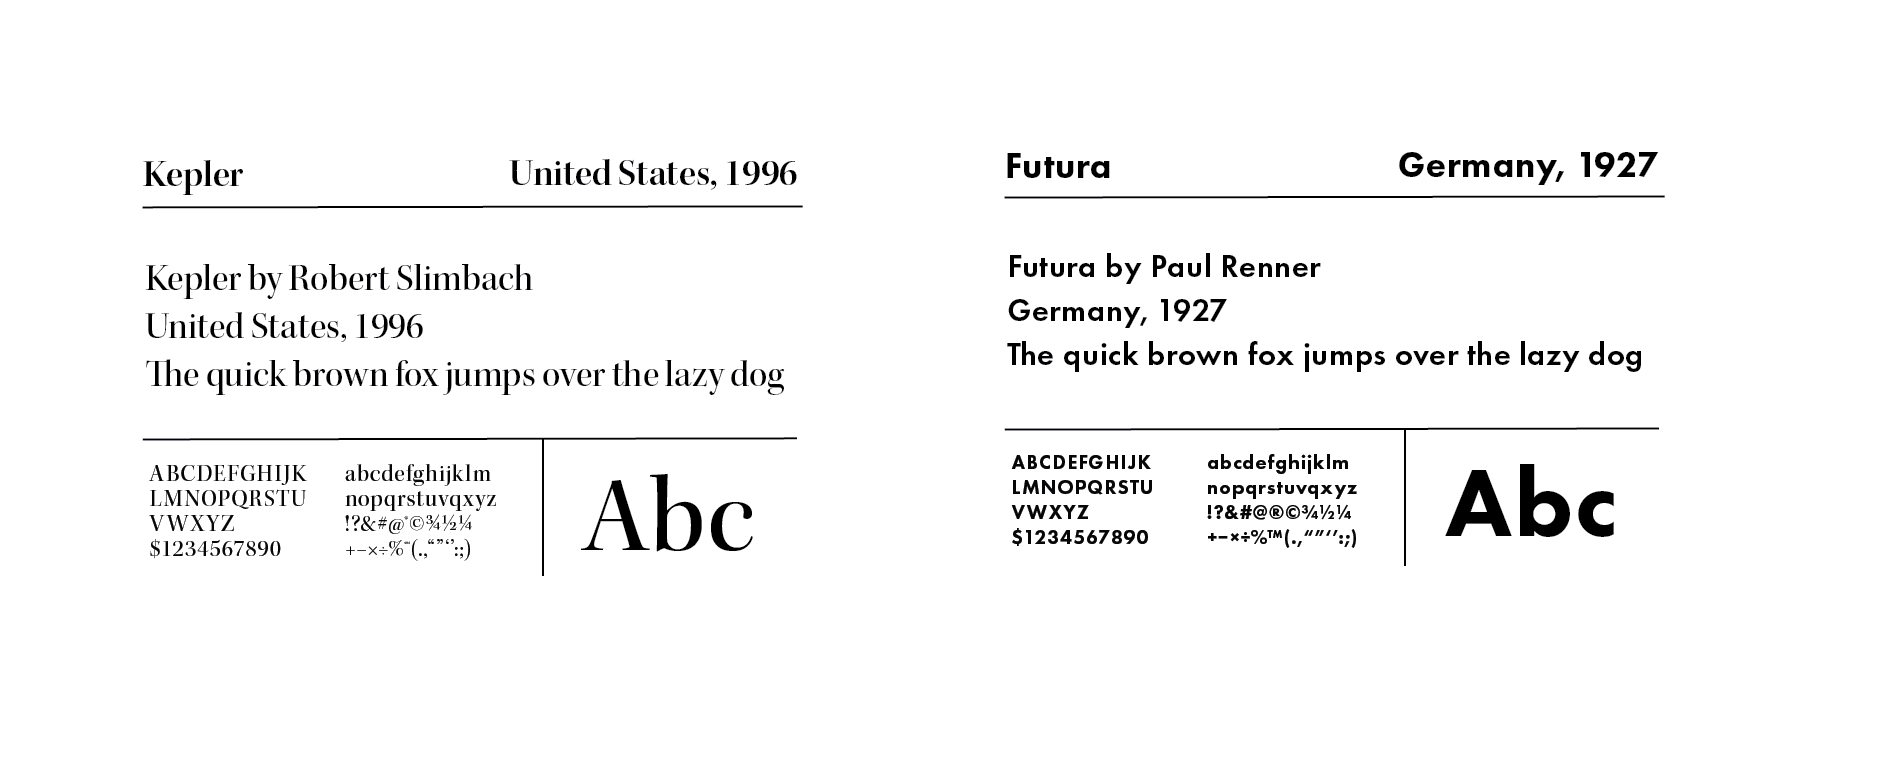 Kepler
United States, 1996
Kepler by Robert Slimbach
United States, 1996
The quick brown fox jumps over the lazy dog
ABCDEFGHIJK
LMNOPQRSTU
VWXYZ
$1234567890
abcdefghijklm
nopqrstuvqxyz
!?&#@®©¾½¼
+−×÷%™(.,“”‘’:;)
Abc
Futura
Germany, 1927
Futura by Paul Renner
Germany, 1927
The quick brown fox jumps over the lazy dog
ABCDEFGHIJK
LMNOPQRSTU
VWXYZ
$1234567890
abcdefghijklm
nopqrstuvqxyz
!?&#@®©¾½¼
+−×÷%™(.,“”‘’:;)
Abc